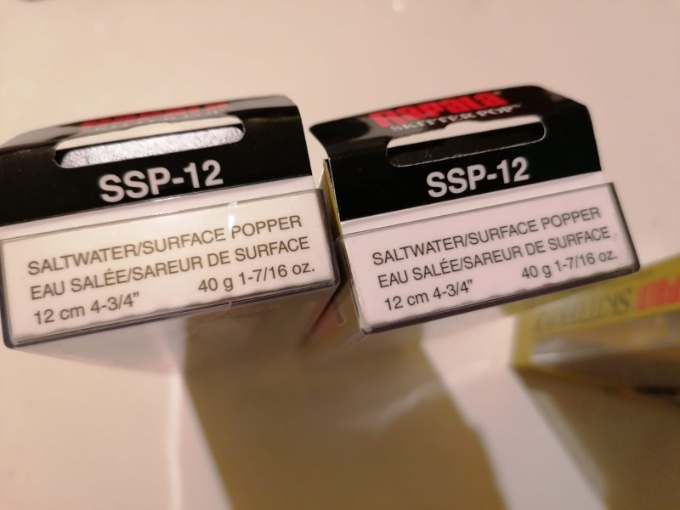 SSP-12
SALTWATER/SURFACE POPPER
EAU SALÉE/SAREUR DE SURFACE
12 cm 4-3/4" 40 g 1-7/16 oz.
Rapala
SKITTER POP
SSP-12
SALTWATER/SURFACE POPPER
EAU SALÉE/SAREUR DE SURFACE
12 cm 4-3/4" 40 g 1-7/16 oz.